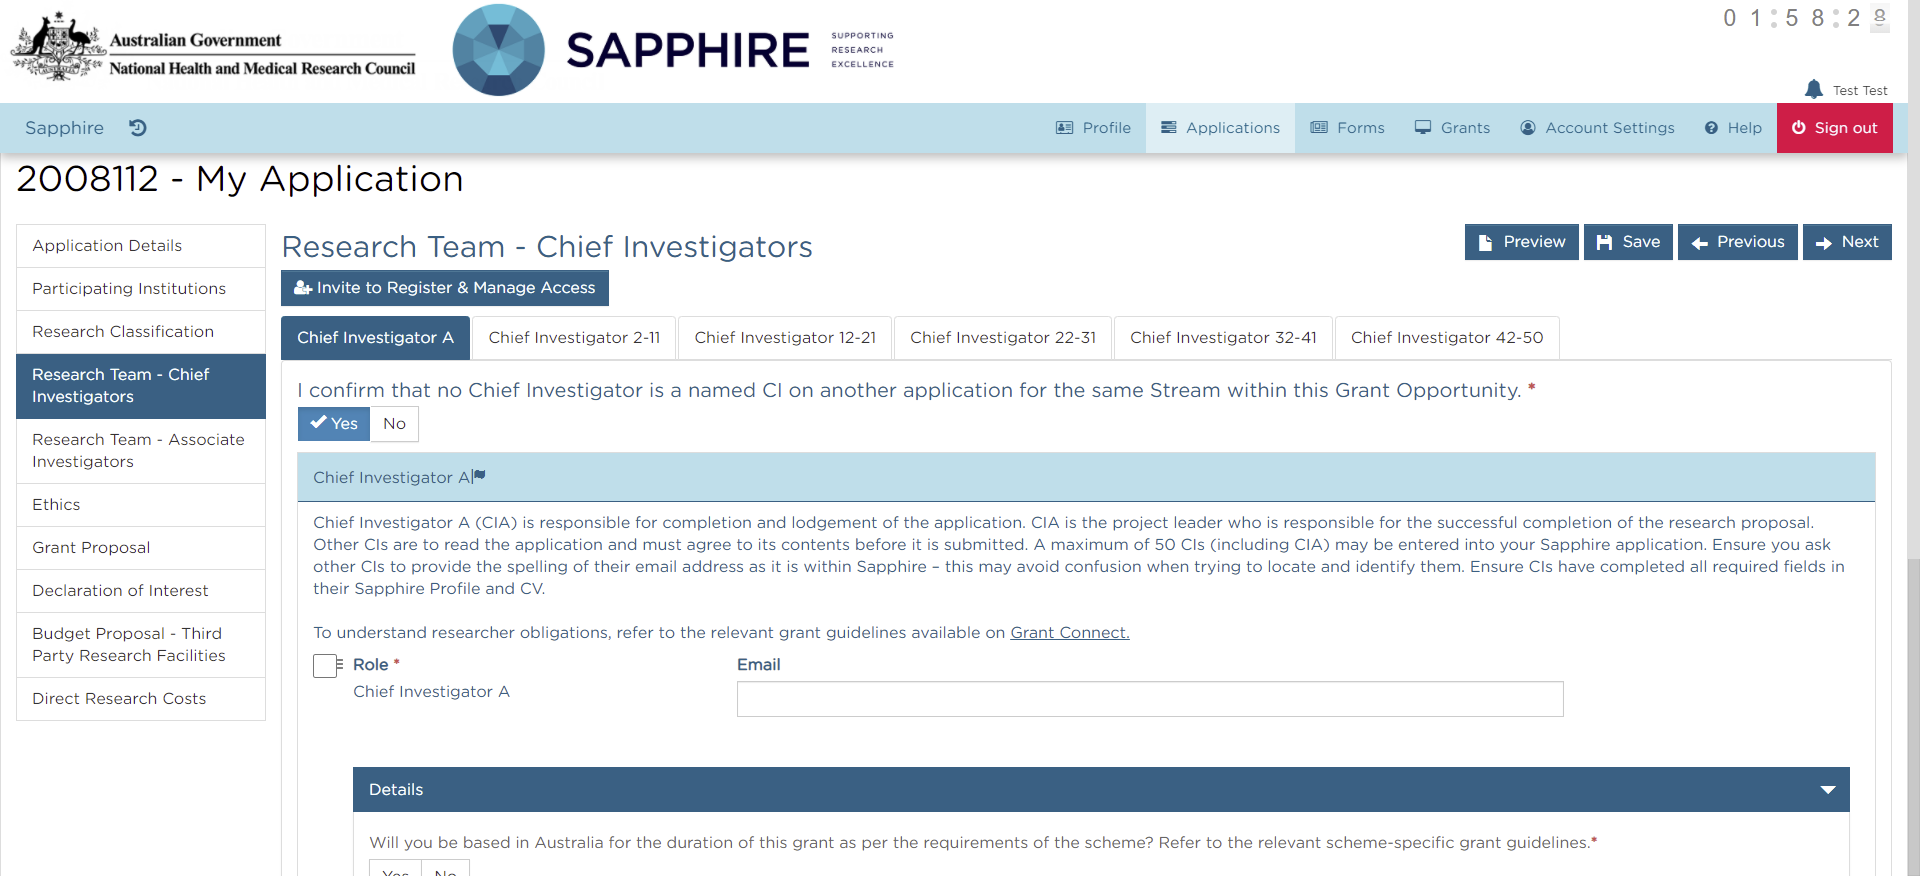 Australian Government
National Health and Medical Research Council
SAPPHIRE
SUPPORTING
RESEARCH
EXCELLENCE
0 1 : 5 8 : 2
Test Test
Sapphire
Profile
Applications
Forms
Grants
Account Settings
Help
Sign out
2008112 - My Application
Application Details
Participating Institutions
Research Classification
Research Team - Chief
Investigators
Research Team - Associate
Investigators
Ethics
Grant Proposal
Declaration of Interest
Budget Proposal - Third
Party Research Facilities
Direct Research Costs
Research Team - Chief Investigators
Preview
Save
Previous
Next
Invite to Register & Manage Access
Chief Investigator A
Chief Investigator 2-11
Chief Investigator 12-21
Chief Investigator 22-31
Chief Investigator 32-41
Chief Investigator 42-50
I confirm that no Chief Investigator is a named CI on another application for the same Stream within this Grant Opportunity. *
Yes
No
Chief Investigator A
Chief Investigator A (CIA) is responsible for completion and lodgement of the application. CIA is the project leader who is responsible for the successful completion of the research proposal.
Other CIs are to read the application and must agree to its contents before it is submitted. A maximum of 50 CIs (including CIA) may be entered into your Sapphire application. Ensure you ask
other CIs to provide the spelling of their email address as it is within Sapphire – this may avoid confusion when trying to locate and identify them. Ensure CIs have completed all required fields in
their Sapphire Profile and CV.
To understand researcher obligations, refer to the relevant grant guidelines available on Grant Connect.
Role *
Chief Investigator A
Email
Details
Will you be based in Australia for the duration of this grant as per the requirements of the scheme? Refer to the relevant scheme-specific grant guidelines.*
Yes
No